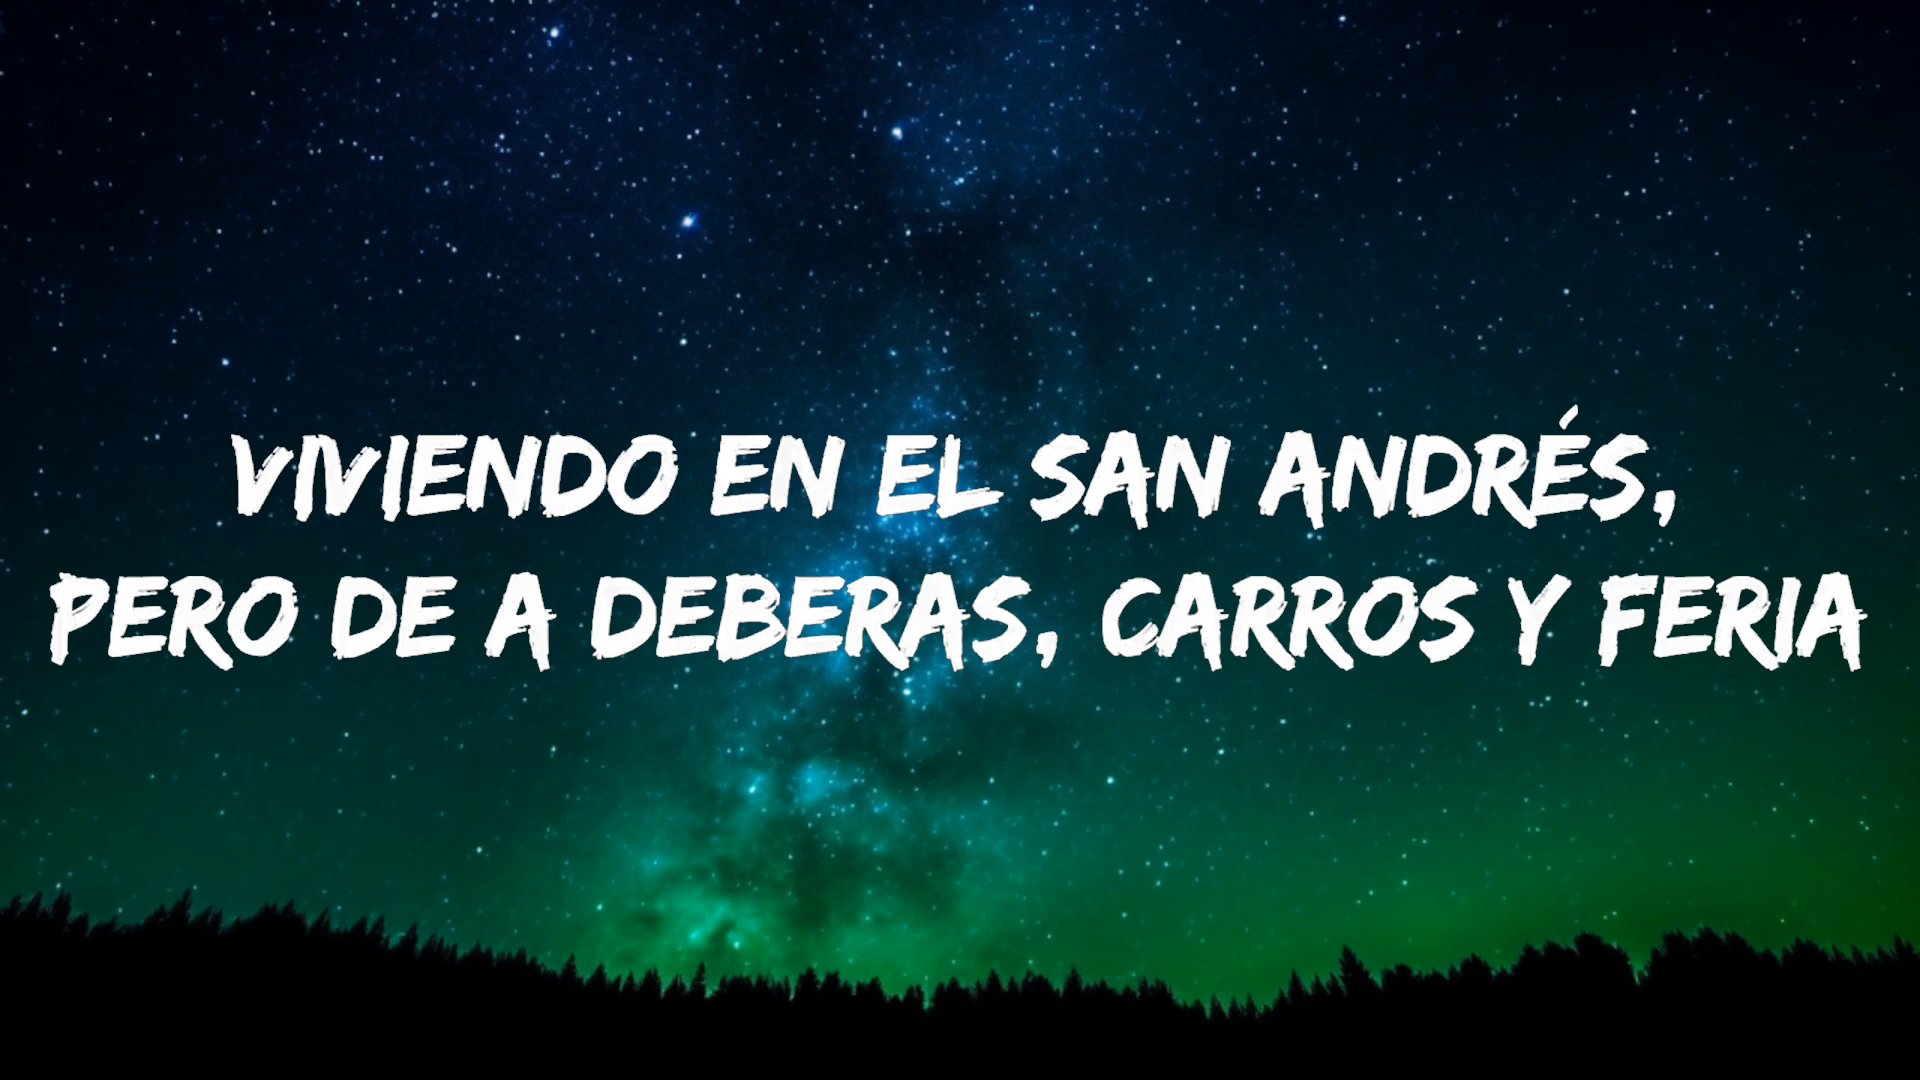 VIVIENDO EN EL SAN ANDRÉS,
PERO DE A DEBERAS, CARROS Y FERIA